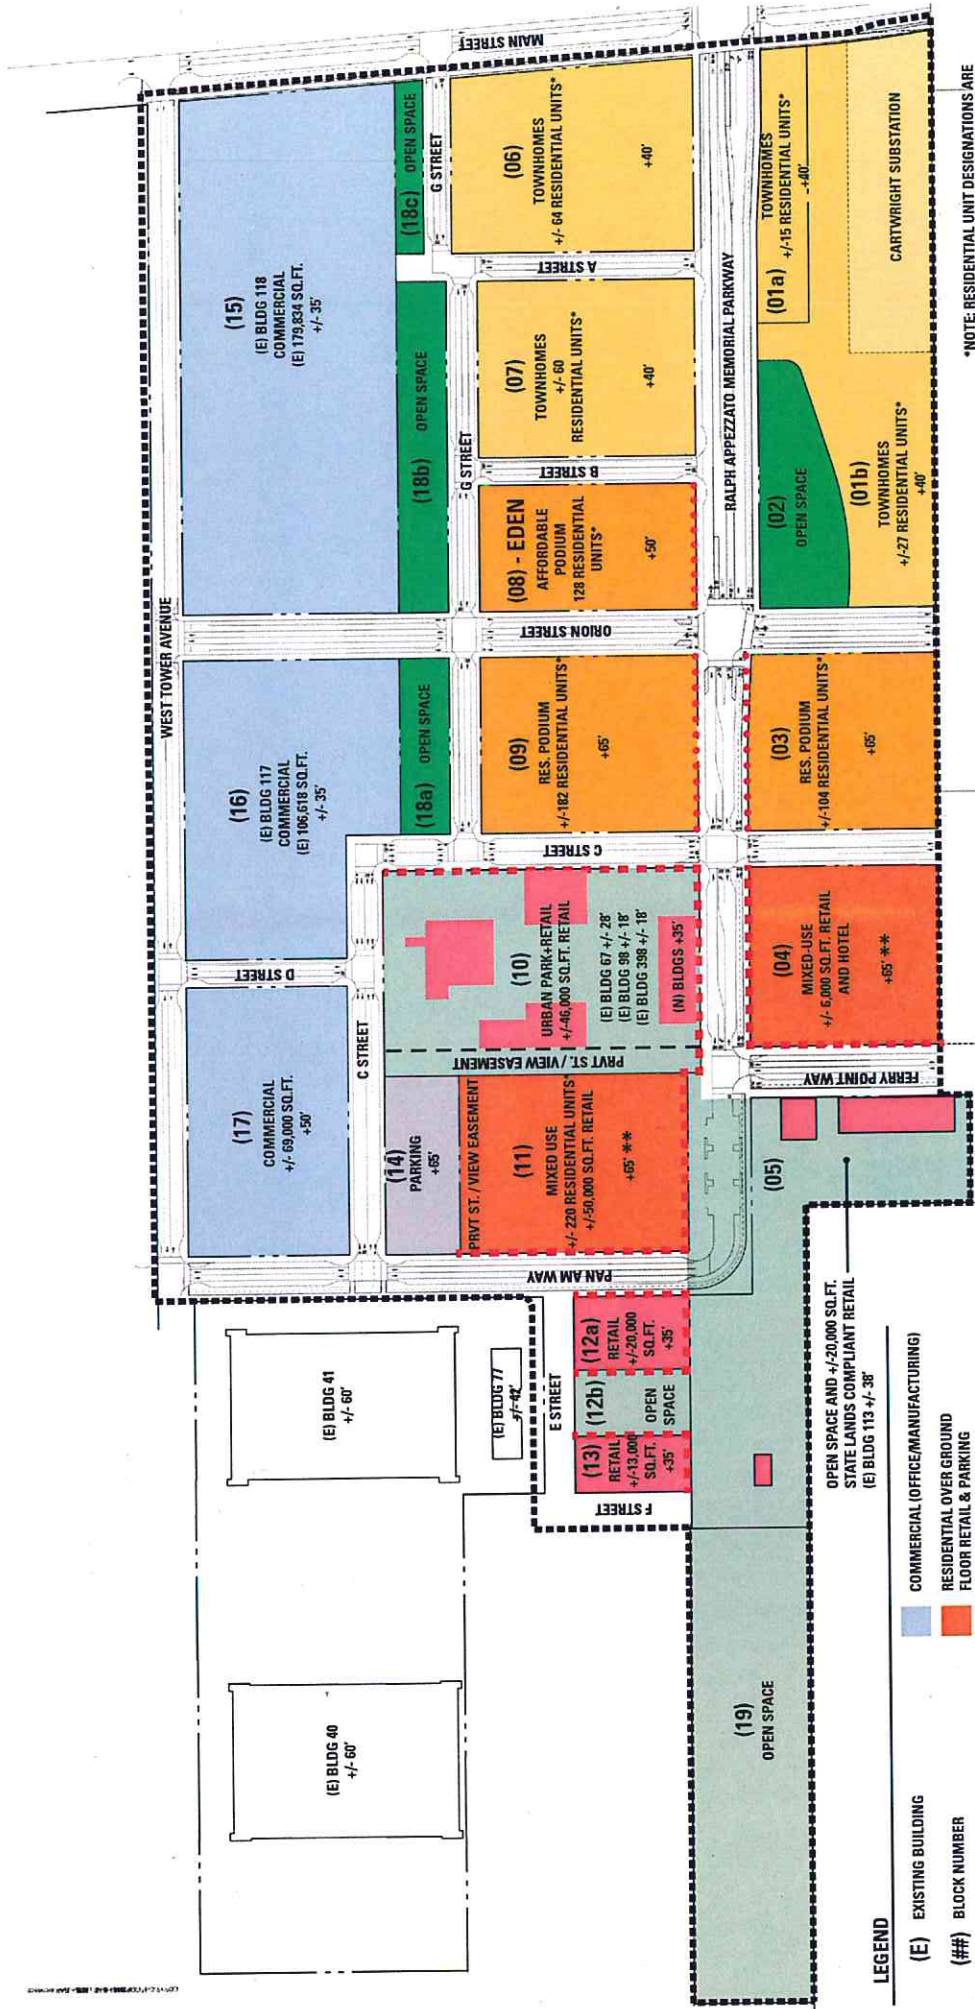 MAIN STREET
WEST TOWER AVENUE
(15)
(E) BLDG 118
COMMERCIAL
(E) 179,834 SQ.FT.
+/- 35'
(18c) OPEN SPACE
G STREET
(06)
TOWNHOMES
+/- 64 RESIDENTIAL UNITS*
+40'
A STREET
(01a)
TOWNHOMES
+/-15 RESIDENTIAL UNITS*
+40'
CARTWRIGHT SUBSTATION
RALPH APPEZZATO MEMORIAL PARKWAY
(18b) OPEN SPACE
G STREET
(07)
TOWNHOMES
+/- 60
RESIDENTIAL UNITS*
+40'
B STREET
(08) - EDEN
AFFORDABLE
PODIUM
128 RESIDENTIAL
UNITS*
+50'
(02)
OPEN SPACE
(01b)
TOWNHOMES
+/-27 RESIDENTIAL UNITS*
+40'
ORION STREET
(16)
(E) BLDG 117
COMMERCIAL
(E) 106,618 SQ.FT.
+/- 35'
(18a) OPEN SPACE
(09)
RES. PODIUM
+/-182 RESIDENTIAL UNITS*
+65'
(03)
RES. PODIUM
+/-104 RESIDENTIAL UNITS*
+65'
C STREET
D STREET
C STREET
(10)
URBAN PARK+RETAIL
+/-46,000 SQ.FT. RETAIL
(E) BLDG 67 +/- 28'
(E) BLDG 98 +/- 18'
(E) BLDG 398 +/- 18'
(N) BLDGS +35'
PRVT ST. / VIEW EASEMENT
(04)
MIXED-USE
+/- 6,000 SQ.FT. RETAIL
AND HOTEL
+65' **
FERRY POINT WAY
(17)
COMMERCIAL
+/- 69,000 SQ.FT.
+50'
(14)
PARKING
+65'
PRVT ST. / VIEW EASEMENT
(11)
MIXED USE
+/- 220 RESIDENTIAL UNITS*
+/-50,000 SQ.FT. RETAIL
+65' **
(05)
PAN AM WAY
(E) BLDG 41
+/- 60'
(E) BLDG 77
+/- 42'
E STREET
(12a)
RETAIL
+/-20,000
SQ.FT.
+35'
(12b)
OPEN
SPACE
(13)
RETAIL
+/-13,000
SQ.FT.
+35'
F STREET
OPEN SPACE AND +/-20,000 SQ.FT.
STATE LANDS COMPLIANT RETAIL
(E) BLDG 113 +/- 38'
(E) BLDG 40
+/- 60'
(19)
OPEN SPACE
*NOTE: RESIDENTIAL UNIT DESIGNATIONS ARE
LEGEND
(E) EXISTING BUILDING
(##) BLOCK NUMBER
COMMERCIAL (OFFICE/MANUFACTURING)
RESIDENTIAL OVER GROUND
FLOOR RETAIL & PARKING